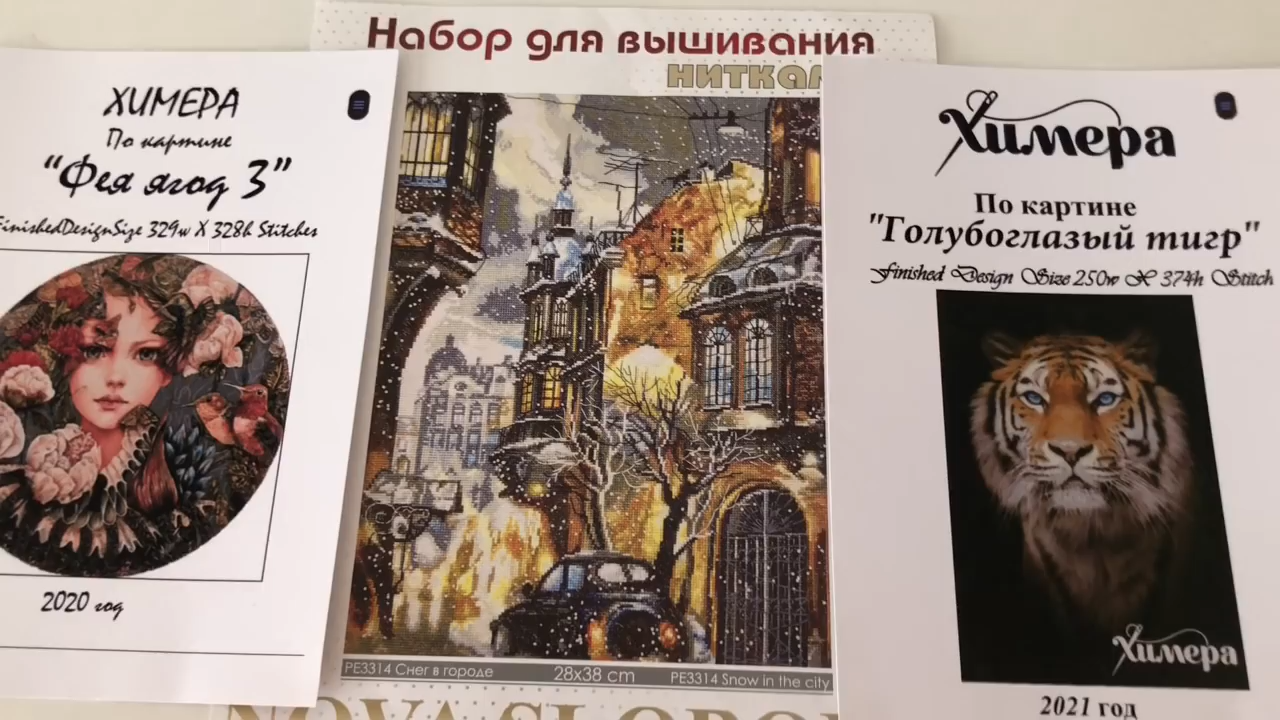 ХИМЕРА
По картине
“Фея ягод 3”
FinishedDesignSize 329w X 328h Stitches
2020 год
Набор для вышивания
PE3314 Снег в городе
28x38 cm
PE3314 Snow in the city
Химера
По картине
"Голубоглазый тигр"
Finished Design Size 250w X 374h Stitch
Химера
2021 год